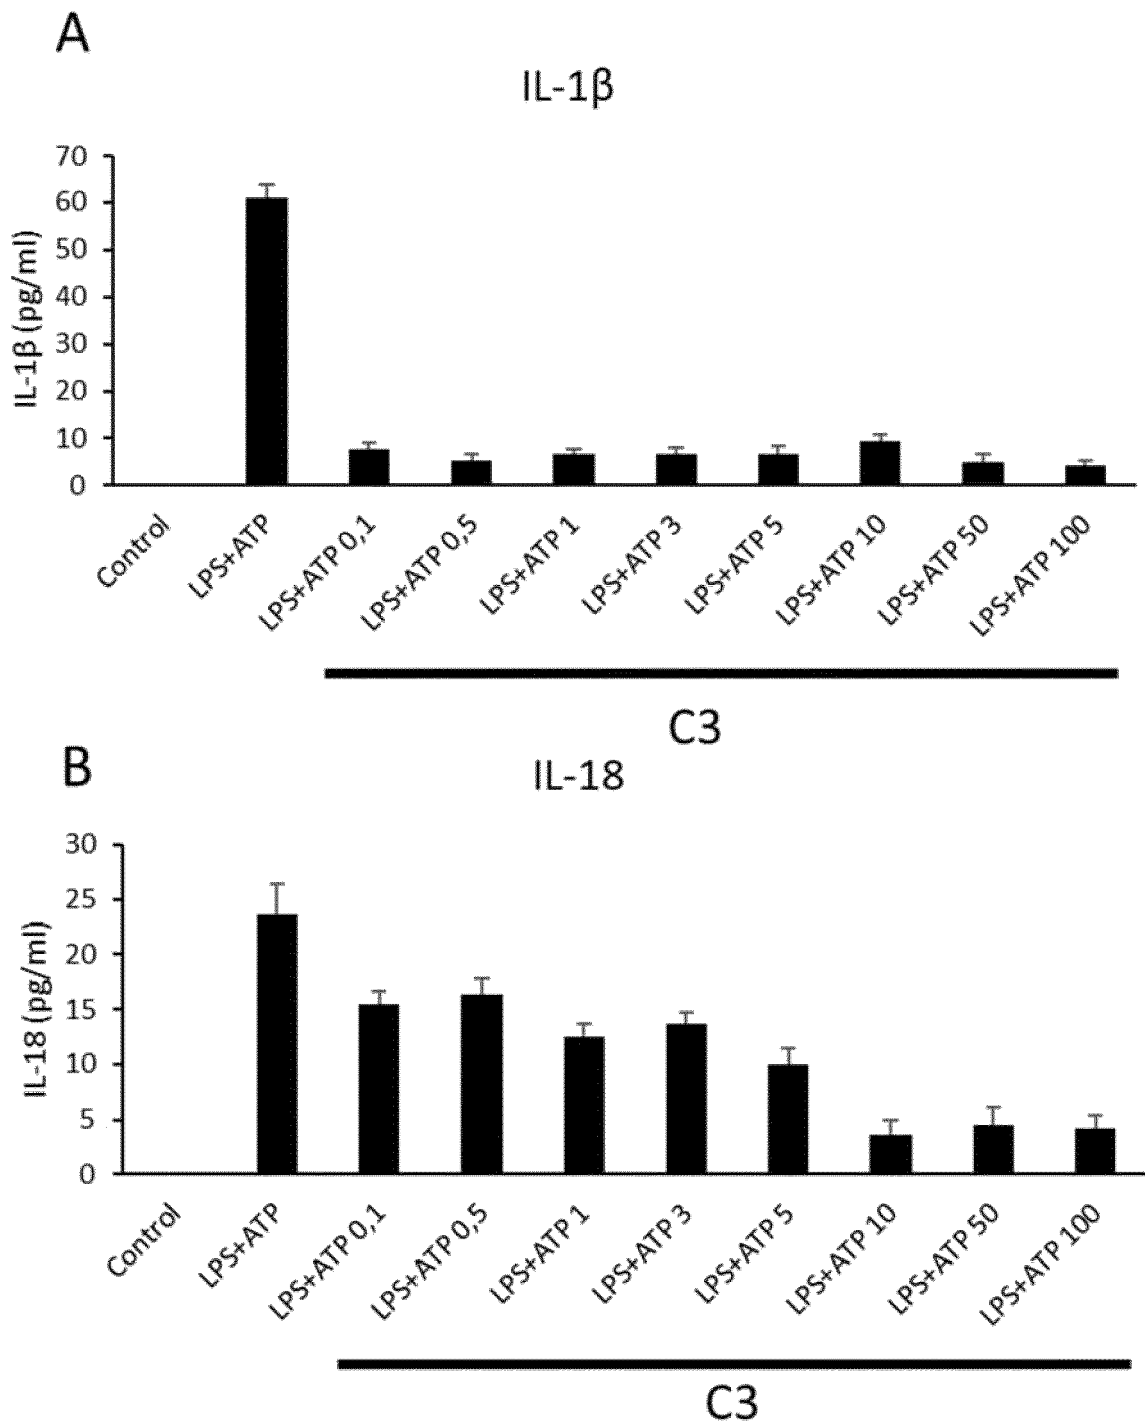 A
IL-1β
IL-1β (pg/ml)
70
60
50
40
30
20
10
0
Control
LPS+ATP
LPS+ATP 0,1
LPS+ATP 0,5
LPS+ATP 1
LPS+ATP 3
LPS+ATP 5
LPS+ATP 10
LPS+ATP 50
LPS+ATP 100
C3
B
IL-18
IL-18 (pg/ml)
30
25
20
15
10
5
0
Control
LPS+ATP
LPS+ATP 0,1
LPS+ATP 0,5
LPS+ATP 1
LPS+ATP 3
LPS+ATP 5
LPS+ATP 10
LPS+ATP 50
LPS+ATP 100
C3